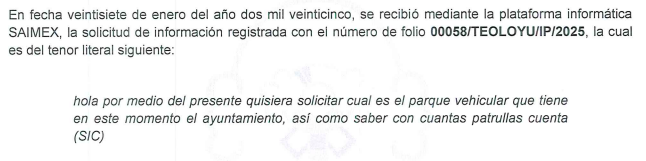 En fecha veintisiete de enero del año dos mil veinticinco, se recibió mediante la plataforma informática
SAIMEX, la solicitud de información registrada con el número de folio 00058/TEOLOYU/IP/2025, la cual
es del tenor literal siguiente:
hola por medio del presente quisiera solicitar cual es el parque vehicular que tiene
en este momento el ayuntamiento, así como saber con cuantas patrullas cuenta
(SIC)